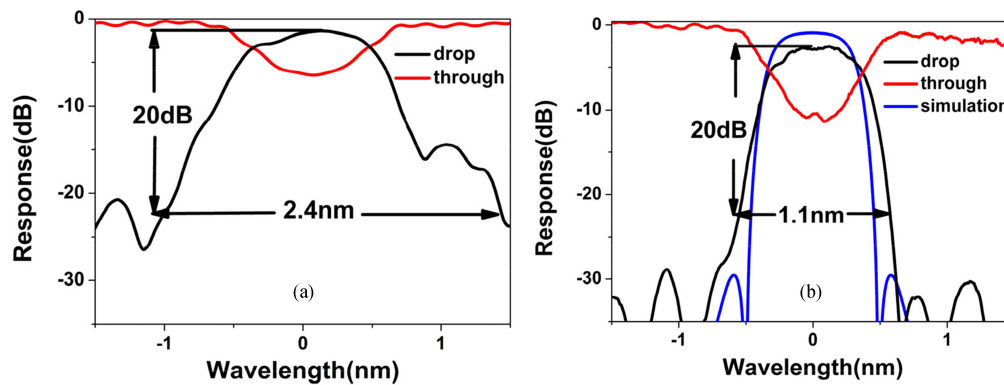 0
-10
-20
-30
Response(dB)
20dB
2.4nm
drop
through
(a)
-1
0
1
Wavelength(nm)
0
-10
-20
-30
Response(dB)
20dB
1.1nm
drop
through
simulation
(b)
-1
0
1
Wavelength(nm)